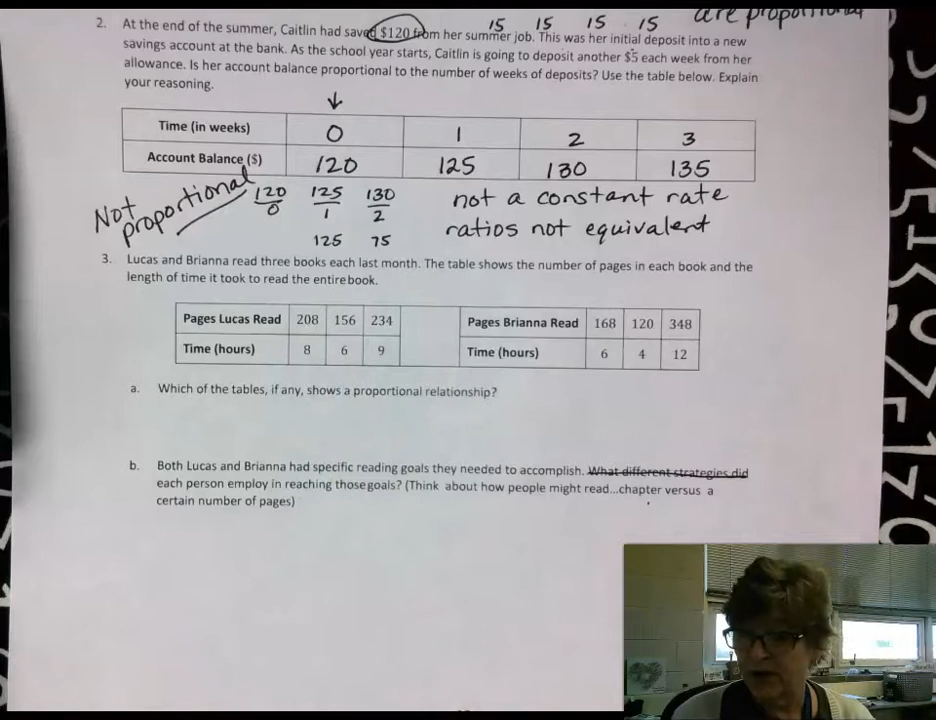 15 15 15 15 are proportional
2. At the end of the summer, Caitlin had saved $120 from her summer job. This was her initial deposit into a new
savings account at the bank. As the school year starts, Caitlin is going to deposit another $5 each week from her
allowance. Is her account balance proportional to the number of weeks of deposits? Use the table below. Explain
your reasoning.
Time (in weeks) 0 1 2 3
Account Balance ($) 120 125 130 135
Not proportional
120/0 125/1 130/2 not a constant rate
125 75 ratios not equivalent
3. Lucas and Brianna read three books each last month. The table shows the number of pages in each book and the
length of time it took to read the entire book.
Pages Lucas Read 208 156 234 Pages Brianna Read 168 120 348
Time (hours) 8 6 9 Time (hours) 6 4 12
a. Which of the tables, if any, shows a proportional relationship?
b. Both Lucas and Brianna had specific reading goals they needed to accomplish. What different strategies did
each person employ in reaching those goals? (Think about how people might read...chapter versus a
certain number of pages)